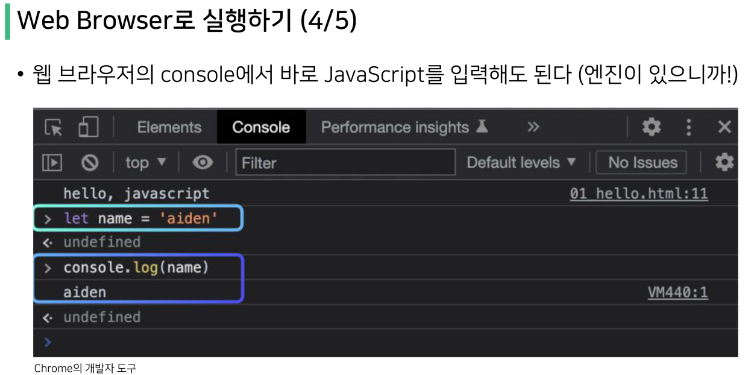 Web Browser로 실행하기 (4/5)
• 웹 브라우저의 console에서 바로 JavaScript를 입력해도 된다 (엔진이 있으니까!)
Elements Console Performance insights »
top ▼ Filter Default levels ▼ No Issues
hello, javascript 01_hello.html:11
> let name = 'aiden'
undefined
> console.log(name)
aiden VM440:1
undefined
>
Chrome의 개발자 도구